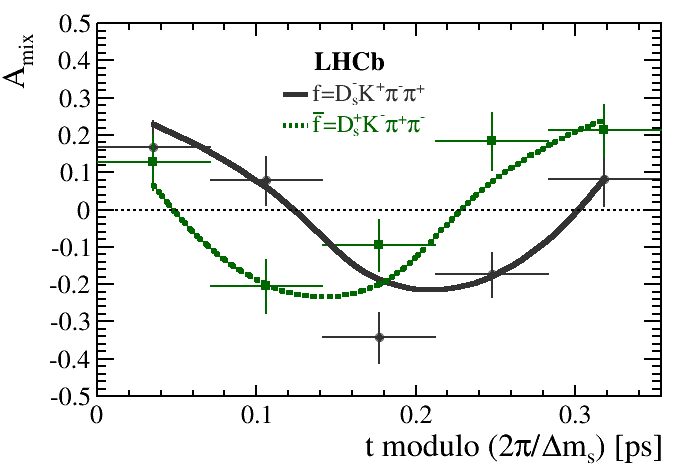 A_mix
0.5
0.4
0.3
0.2
0.1
0
-0.1
-0.2
-0.3
-0.4
-0.5
LHCb
f=D_s^-K^+π^-π^+
f̅=D_s^+K^-π^+π^-
0 0.1 0.2 0.3
t modulo (2π/Δm_s) [ps]